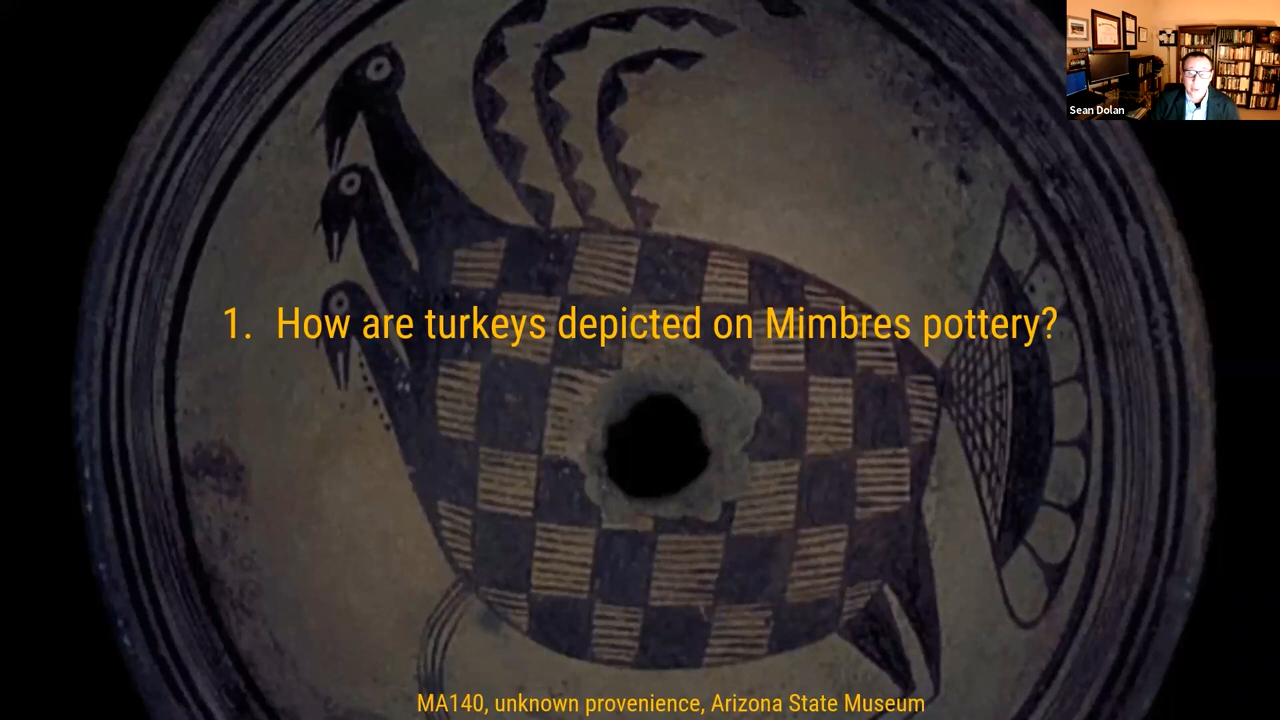 Sean Dolan
1. How are turkeys depicted on Mimbres pottery?
MA140, unknown provenience, Arizona State Museum